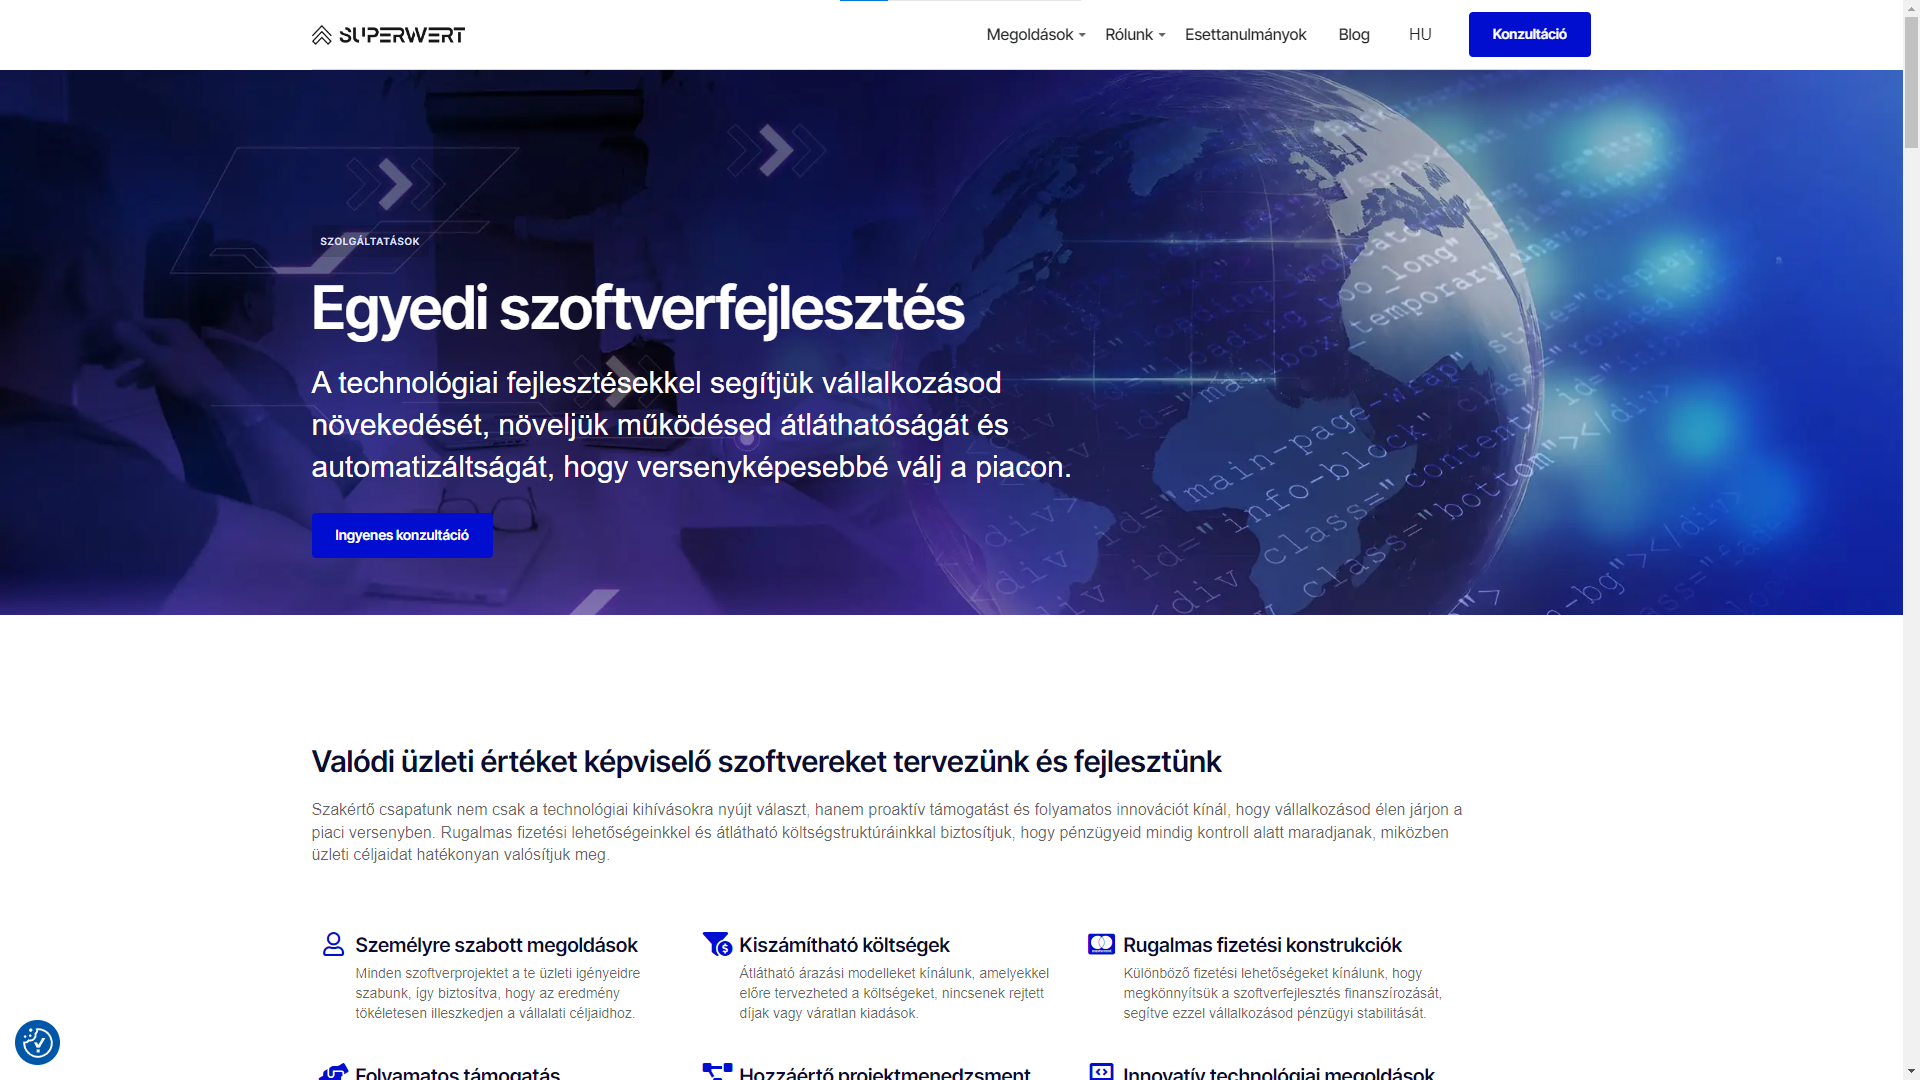 SUPERWERT
Megoldások
Rólunk
Esettanulmányok
Blog
HU
Konzultáció
SZOLGÁLTATÁSOK
Egyedi szoftverfejlesztés
A technológiai fejlesztésekkel segítjük vállalkozásod
növekedését, növeljük működésed átláthatóságát és
automatizáltságát, hogy versenyképesebbé válj a piacon.
Ingyenes konzultáció
Valódi üzleti értéket képviselő szoftvereket tervezünk és fejlesztünk
Szakértő csapatunk nem csak a technológiai kihívásokra nyújt választ, hanem proaktív támogatást és folyamatos innovációt kínál, hogy vállalkozásod élen járjon a
piaci versenyben. Rugalmas fizetési lehetőségeinkkel és átlátható költségstruktúráinkkal biztosítjuk, hogy pénzügyeid mindig kontroll alatt maradjanak, miközben
üzleti céljaidat hatékonyan valósítjuk meg.
Személyre szabott megoldások
Minden szoftverprojektet a te üzleti igényeidre
szabunk, így biztosítva, hogy az eredmény
tökéletesen illeszkedjen a vállalati céljaidhoz.
Kiszámítható költségek
Átlátható árazási modelleket kínálunk, amelyekkel
előre tervezheted a költségeket, nincsenek rejtett
díjak vagy váratlan kiadások.
Rugalmas fizetési konstrukciók
Különböző fizetési lehetőségeket kínálunk, hogy
megkönnyítsük a szoftverfejlesztés finanszírozását,
segítve ezzel vállalkozásod pénzügyi stabilitását.
Folyamatos támogatás
Hozzáértő projektmenedzsment
Innovatív technológiai megoldások